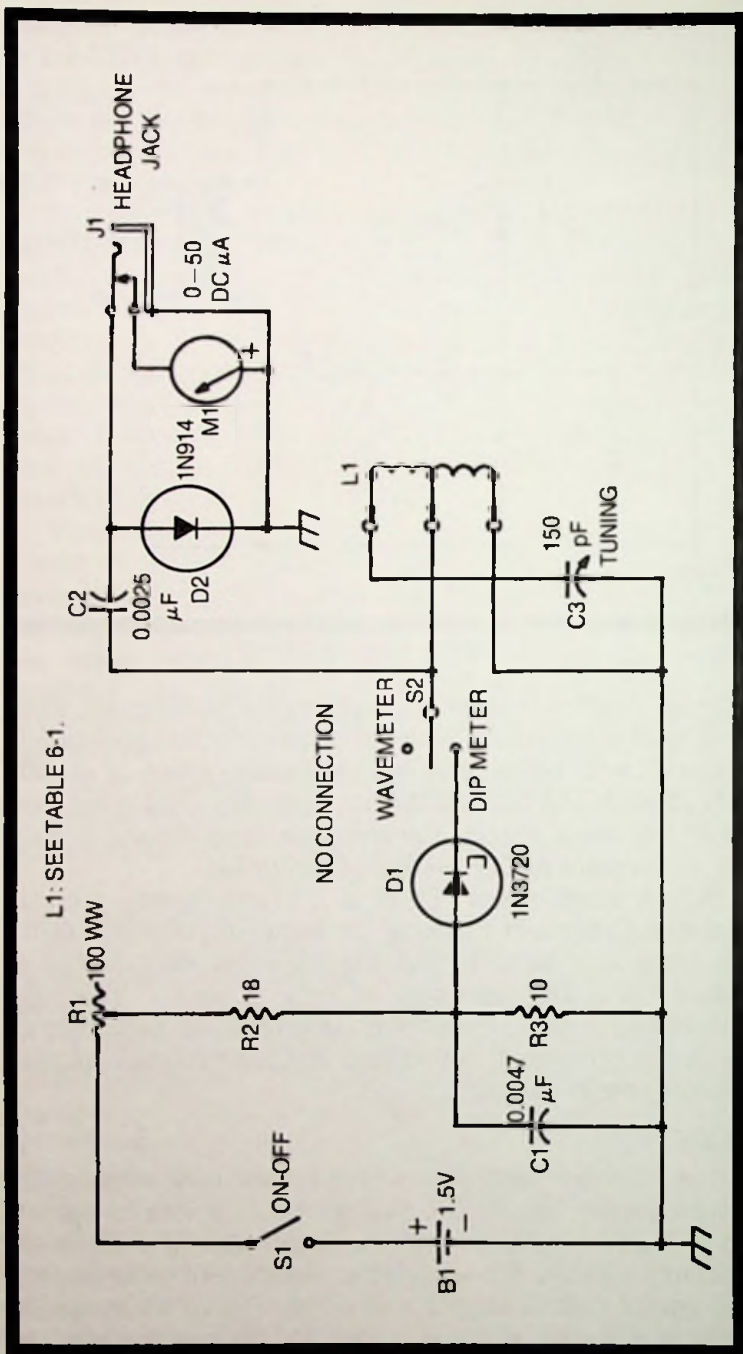 L1: SEE TABLE 6-1.
R1
100 WW
S1
ON-OFF
B1
+
1.5V
−
R2
18
C1
0.0047
μF
R3
10
D1
1N3720
NO CONNECTION
WAVEMETER
S2
DIP METER
C2
0.0025
μF
D2
1N914
M1
+
0–50
DC μA
J1
HEADPHONE
JACK
L1
C3
150
pF
TUNING